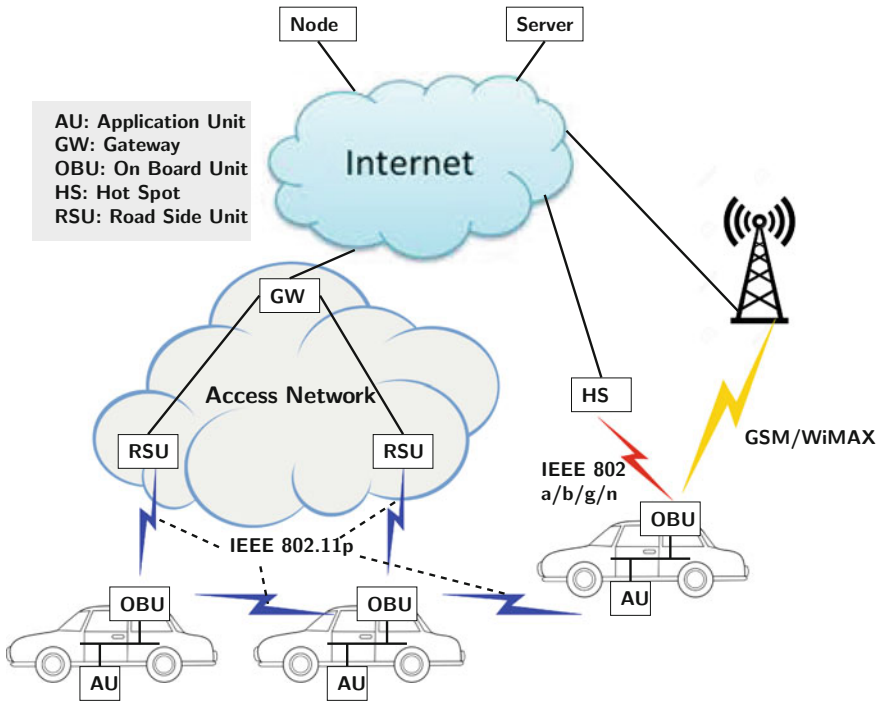 Node
Server
AU: Application Unit
GW: Gateway
OBU: On Board Unit
HS: Hot Spot
RSU: Road Side Unit
Internet
GW
Access Network
HS
RSU
RSU
GSM/WiMAX
IEEE 802
a/b/g/n
OBU
IEEE 802.11p
AU
OBU
OBU
AU
AU